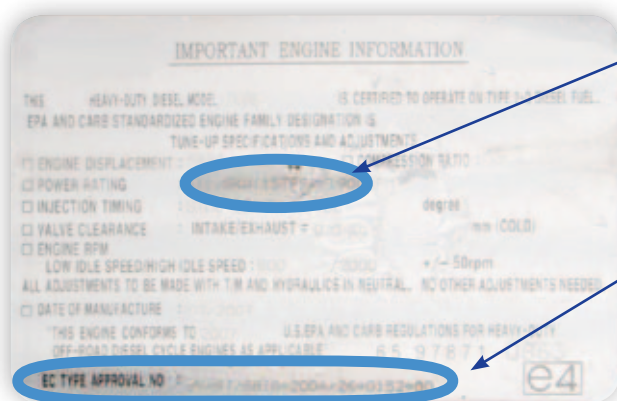 IMPORTANT ENGINE INFORMATION
THIS HEAVY-DUTY DIESEL MODEL IS CERTIFIED TO OPERATE ON TYPE 2-D DIESEL FUEL.
EPA AND CARB STANDARDIZED ENGINE FAMILY DESIGNATION IS
TUNE-UP SPECIFICATIONS AND ADJUSTMENTS
□ ENGINE DISPLACEMENT : □ COMPRESSION RATIO :
□ POWER RATING
□ INJECTION TIMING : degree
□ VALVE CLEARANCE : INTAKE/EXHAUST = mm (COLD)
□ ENGINE RPM
LOW IDLE SPEED/HIGH IDLE SPEED : +/- 50rpm
ALL ADJUSTMENTS TO BE MADE WITH T/M AND HYDRAULICS IN NEUTRAL. NO OTHER ADJUSTMENTS NEEDED.
□ DATE OF MANUFACTURE :
THIS ENGINE CONFORMS TO U.S.EPA AND CARB REGULATIONS FOR HEAVY-DUTY
OFF-ROAD DIESEL CYCLE ENGINES AS APPLICABLE 65.97871
EC TYPE APPROVAL NO : e4